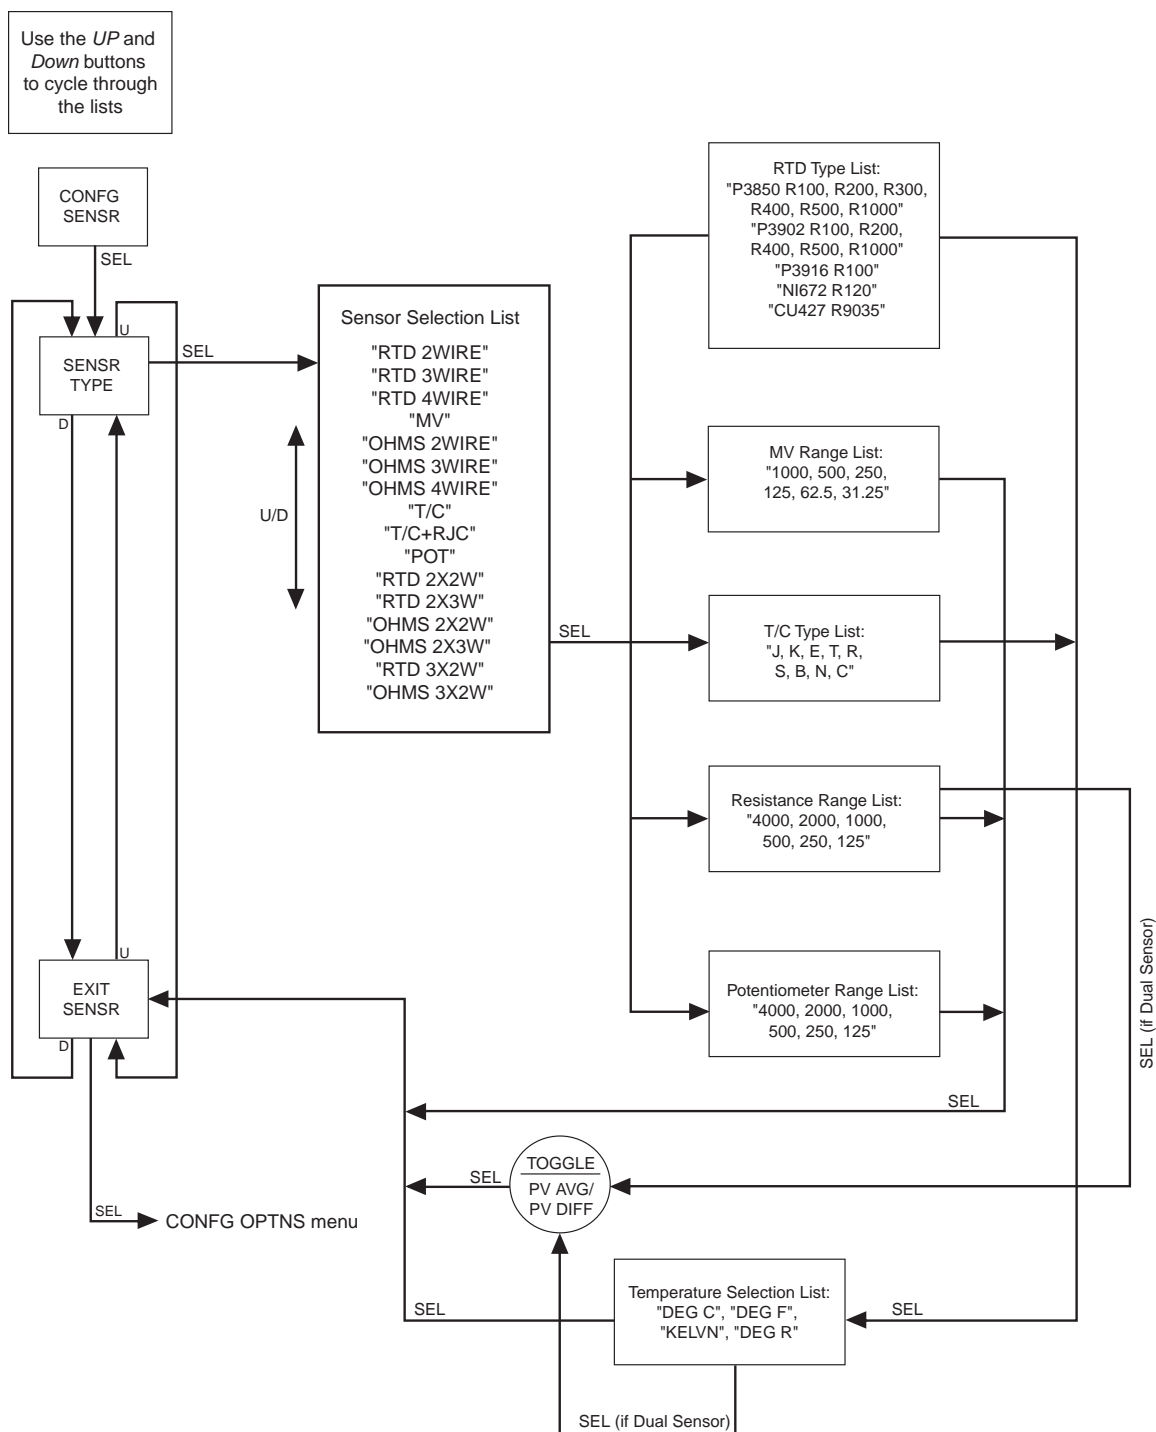 Use the UP and
Down buttons
to cycle through
the lists
CONFG
SENSR
SEL
U
SENSR
TYPE
D
SEL
Sensor Selection List
"RTD 2WIRE"
"RTD 3WIRE"
"RTD 4WIRE"
"MV"
"OHMS 2WIRE"
"OHMS 3WIRE"
"OHMS 4WIRE"
"T/C"
"T/C+RJC"
"POT"
"RTD 2X2W"
"RTD 2X3W"
"OHMS 2X2W"
"OHMS 2X3W"
"RTD 3X2W"
"OHMS 3X2W"
U/D
SEL
RTD Type List:
"P3850 R100, R200, R300,
R400, R500, R1000"
"P3902 R100, R200,
R400, R500, R1000"
"P3916 R100"
"NI672 R120"
"CU427 R9035"
MV Range List:
"1000, 500, 250,
125, 62.5, 31.25"
T/C Type List:
"J, K, E, T, R,
S, B, N, C"
Resistance Range List:
"4000, 2000, 1000,
500, 250, 125"
Potentiometer Range List:
"4000, 2000, 1000,
500, 250, 125"
SEL (if Dual Sensor)
U
EXIT
SENSR
D
SEL
SEL
TOGGLE
PV AVG/
PV DIFF
SEL
CONFG OPTNS menu
Temperature Selection List:
"DEG C", "DEG F",
"KELVN", "DEG R"
SEL
SEL
SEL (if Dual Sensor)